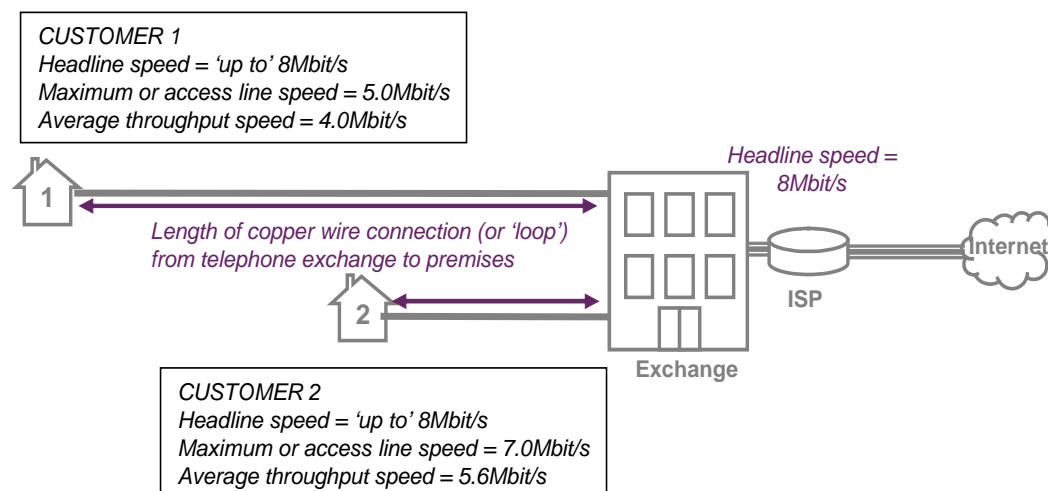 CUSTOMER 1
Headline speed = ‘up to’ 8Mbit/s
Maximum or access line speed = 5.0Mbit/s
Average throughput speed = 4.0Mbit/s
1
Headline speed =
8Mbit/s
Length of copper wire connection (or ‘loop’)
from telephone exchange to premises
Internet
ISP
2
Exchange
CUSTOMER 2
Headline speed = ‘up to’ 8Mbit/s
Maximum or access line speed = 7.0Mbit/s
Average throughput speed = 5.6Mbit/s